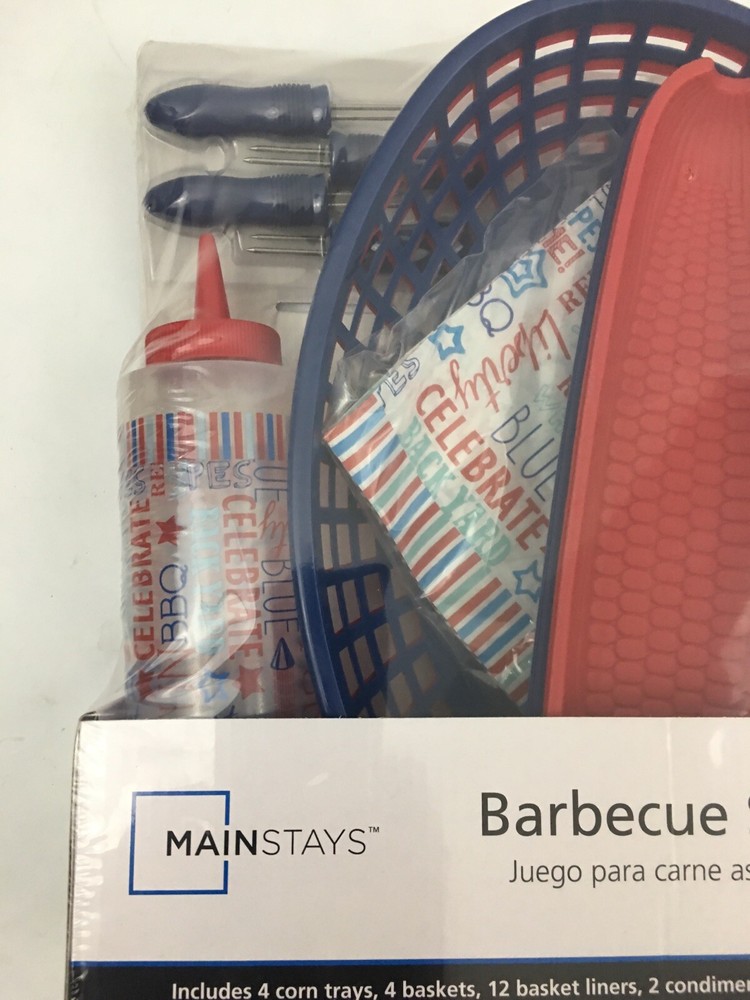 BBQ
Liberty
CELEBRATE
BLUE
BACKYARD
CELEBRATE
BBQ
CELEBRATE
BLUE
MAINSTAYS™
Barbecue
Juego para carne as
Includes 4 corn trays, 4 baskets, 12 basket liners, 2 condime